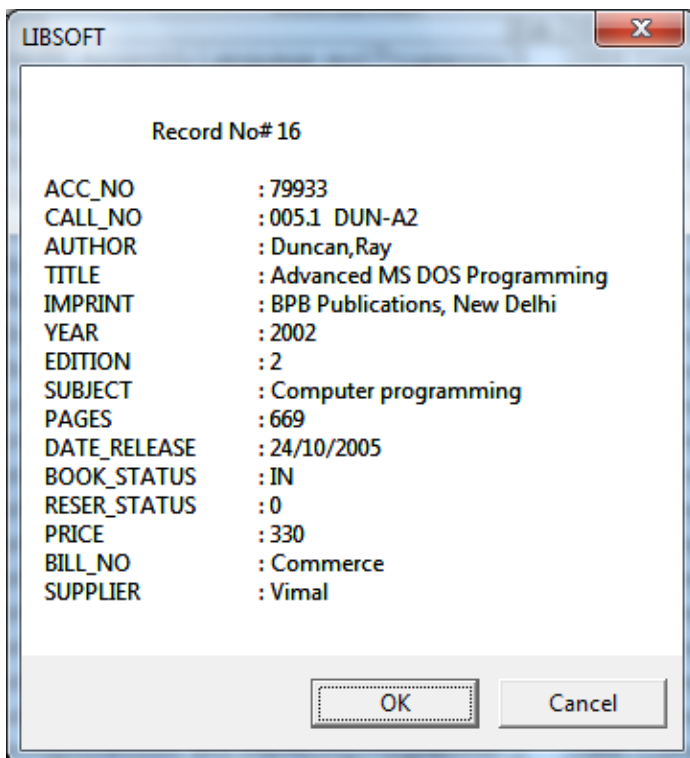 LIBSOFT
Record No# 16
ACC_NO : 79933
CALL_NO : 005.1 DUN-A2
AUTHOR : Duncan,Ray
TITLE : Advanced MS DOS Programming
IMPRINT : BPB Publications, New Delhi
YEAR : 2002
EDITION : 2
SUBJECT : Computer programming
PAGES : 669
DATE_RELEASE : 24/10/2005
BOOK_STATUS : IN
RESER_STATUS : 0
PRICE : 330
BILL_NO : Commerce
SUPPLIER : Vimal
OK Cancel